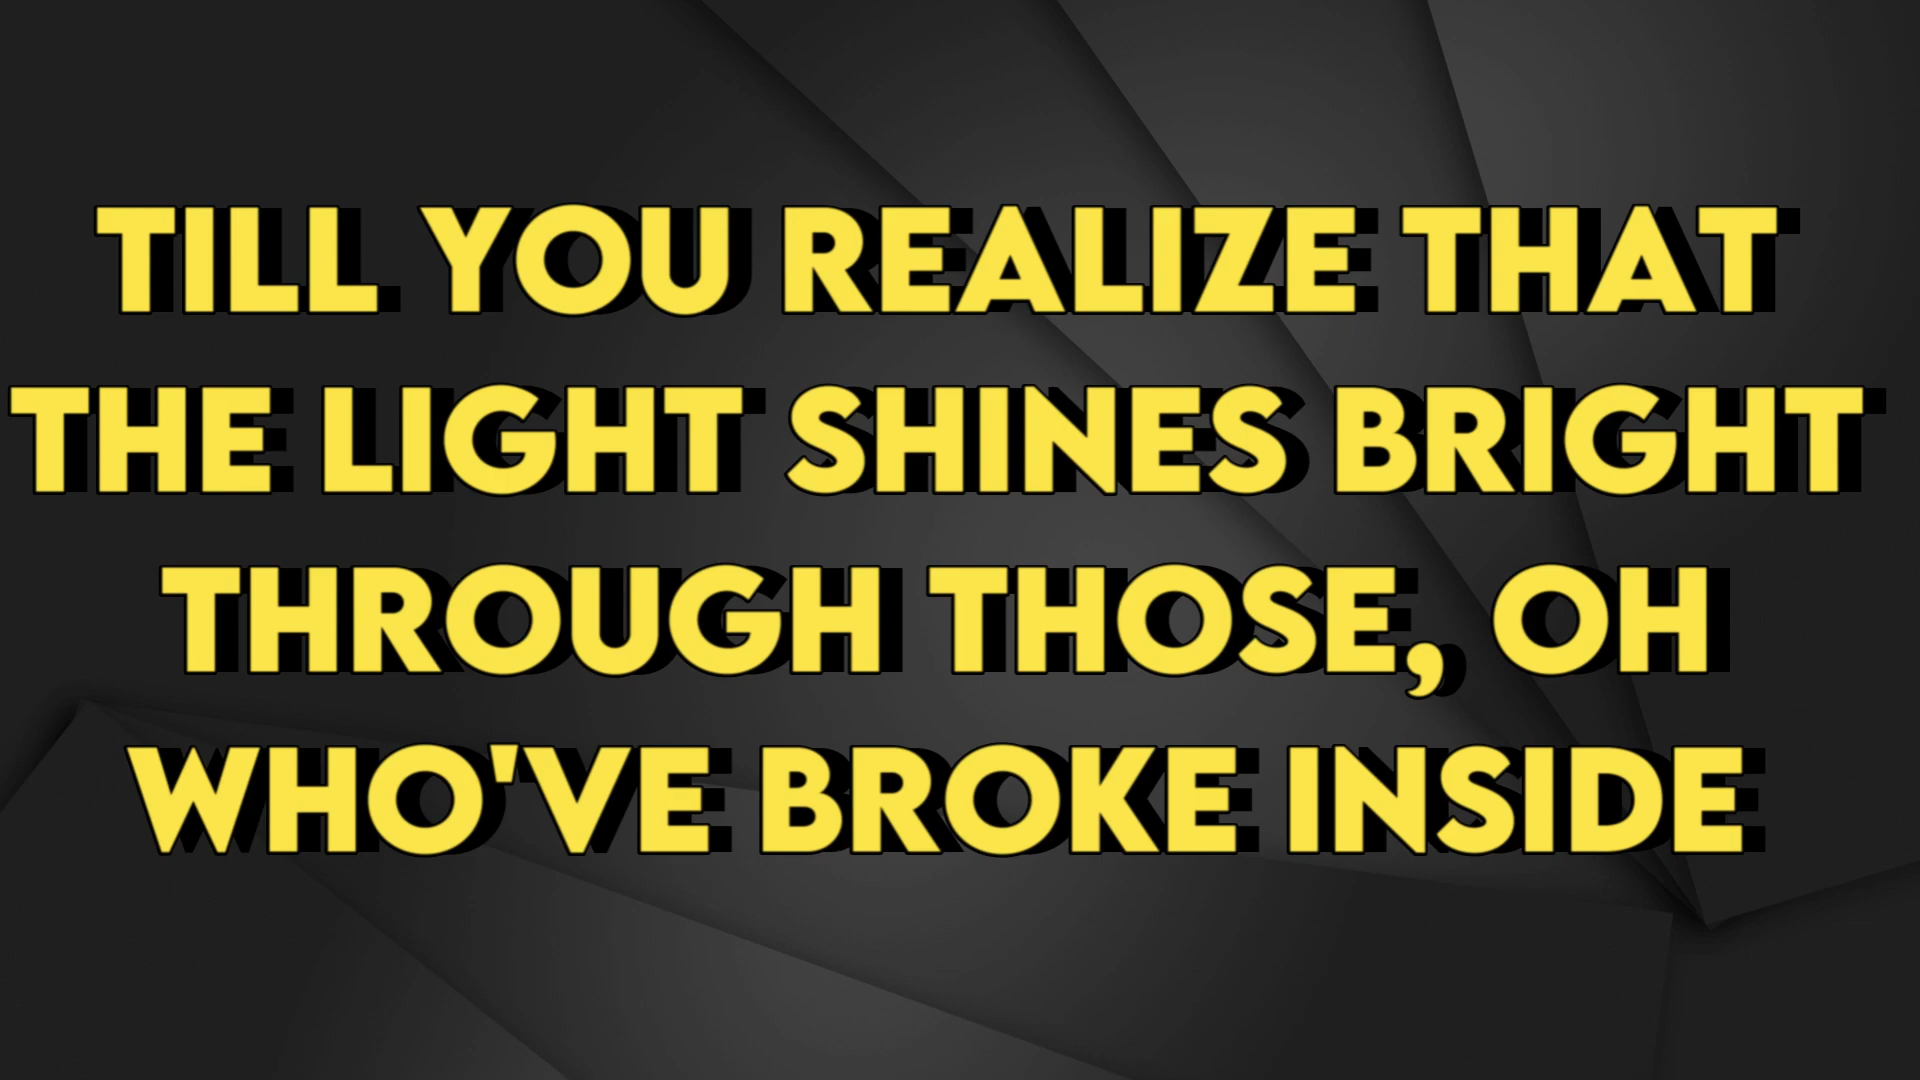 TILL YOU REALIZE THAT
THE LIGHT SHINES BRIGHT
THROUGH THOSE, OH
WHO'VE BROKE INSIDE